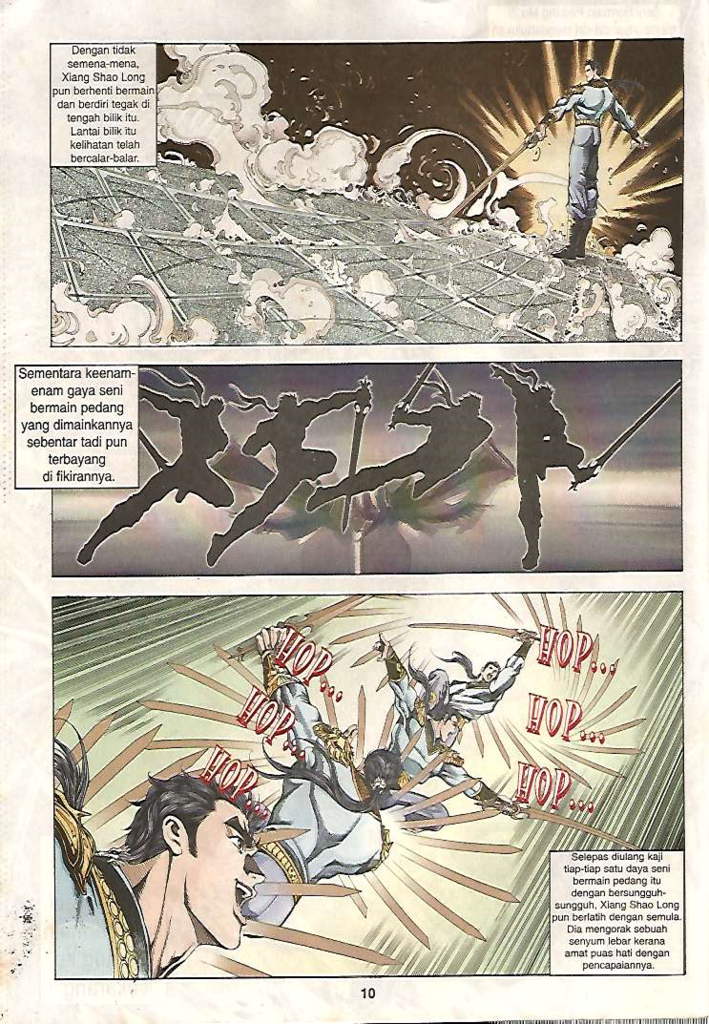 Dengan tidak
semena-mena,
Xiang Shao Long
pun berhenti bermain
dan berdiri tegak di
tengah bilik itu.
Lantai bilik itu
kelihatan telah
bercalar-balar.
Sementara keenam-
enam gaya seni
bermain pedang
yang dimainkannya
sebentar tadi pun
terbayang
di fikirannya.
HOP...
HOP...
HOP...
HOP...
HOP...
HOP...
Selepas diulang kaji
tiap-tiap satu daya seni
bermain pedang itu
dengan bersungguh-
sungguh, Xiang Shao Long
pun berlatih dengan semula.
Dia mengorak sebuah
senyum lebar kerana
amat puas hati dengan
pencapaiannya.
10